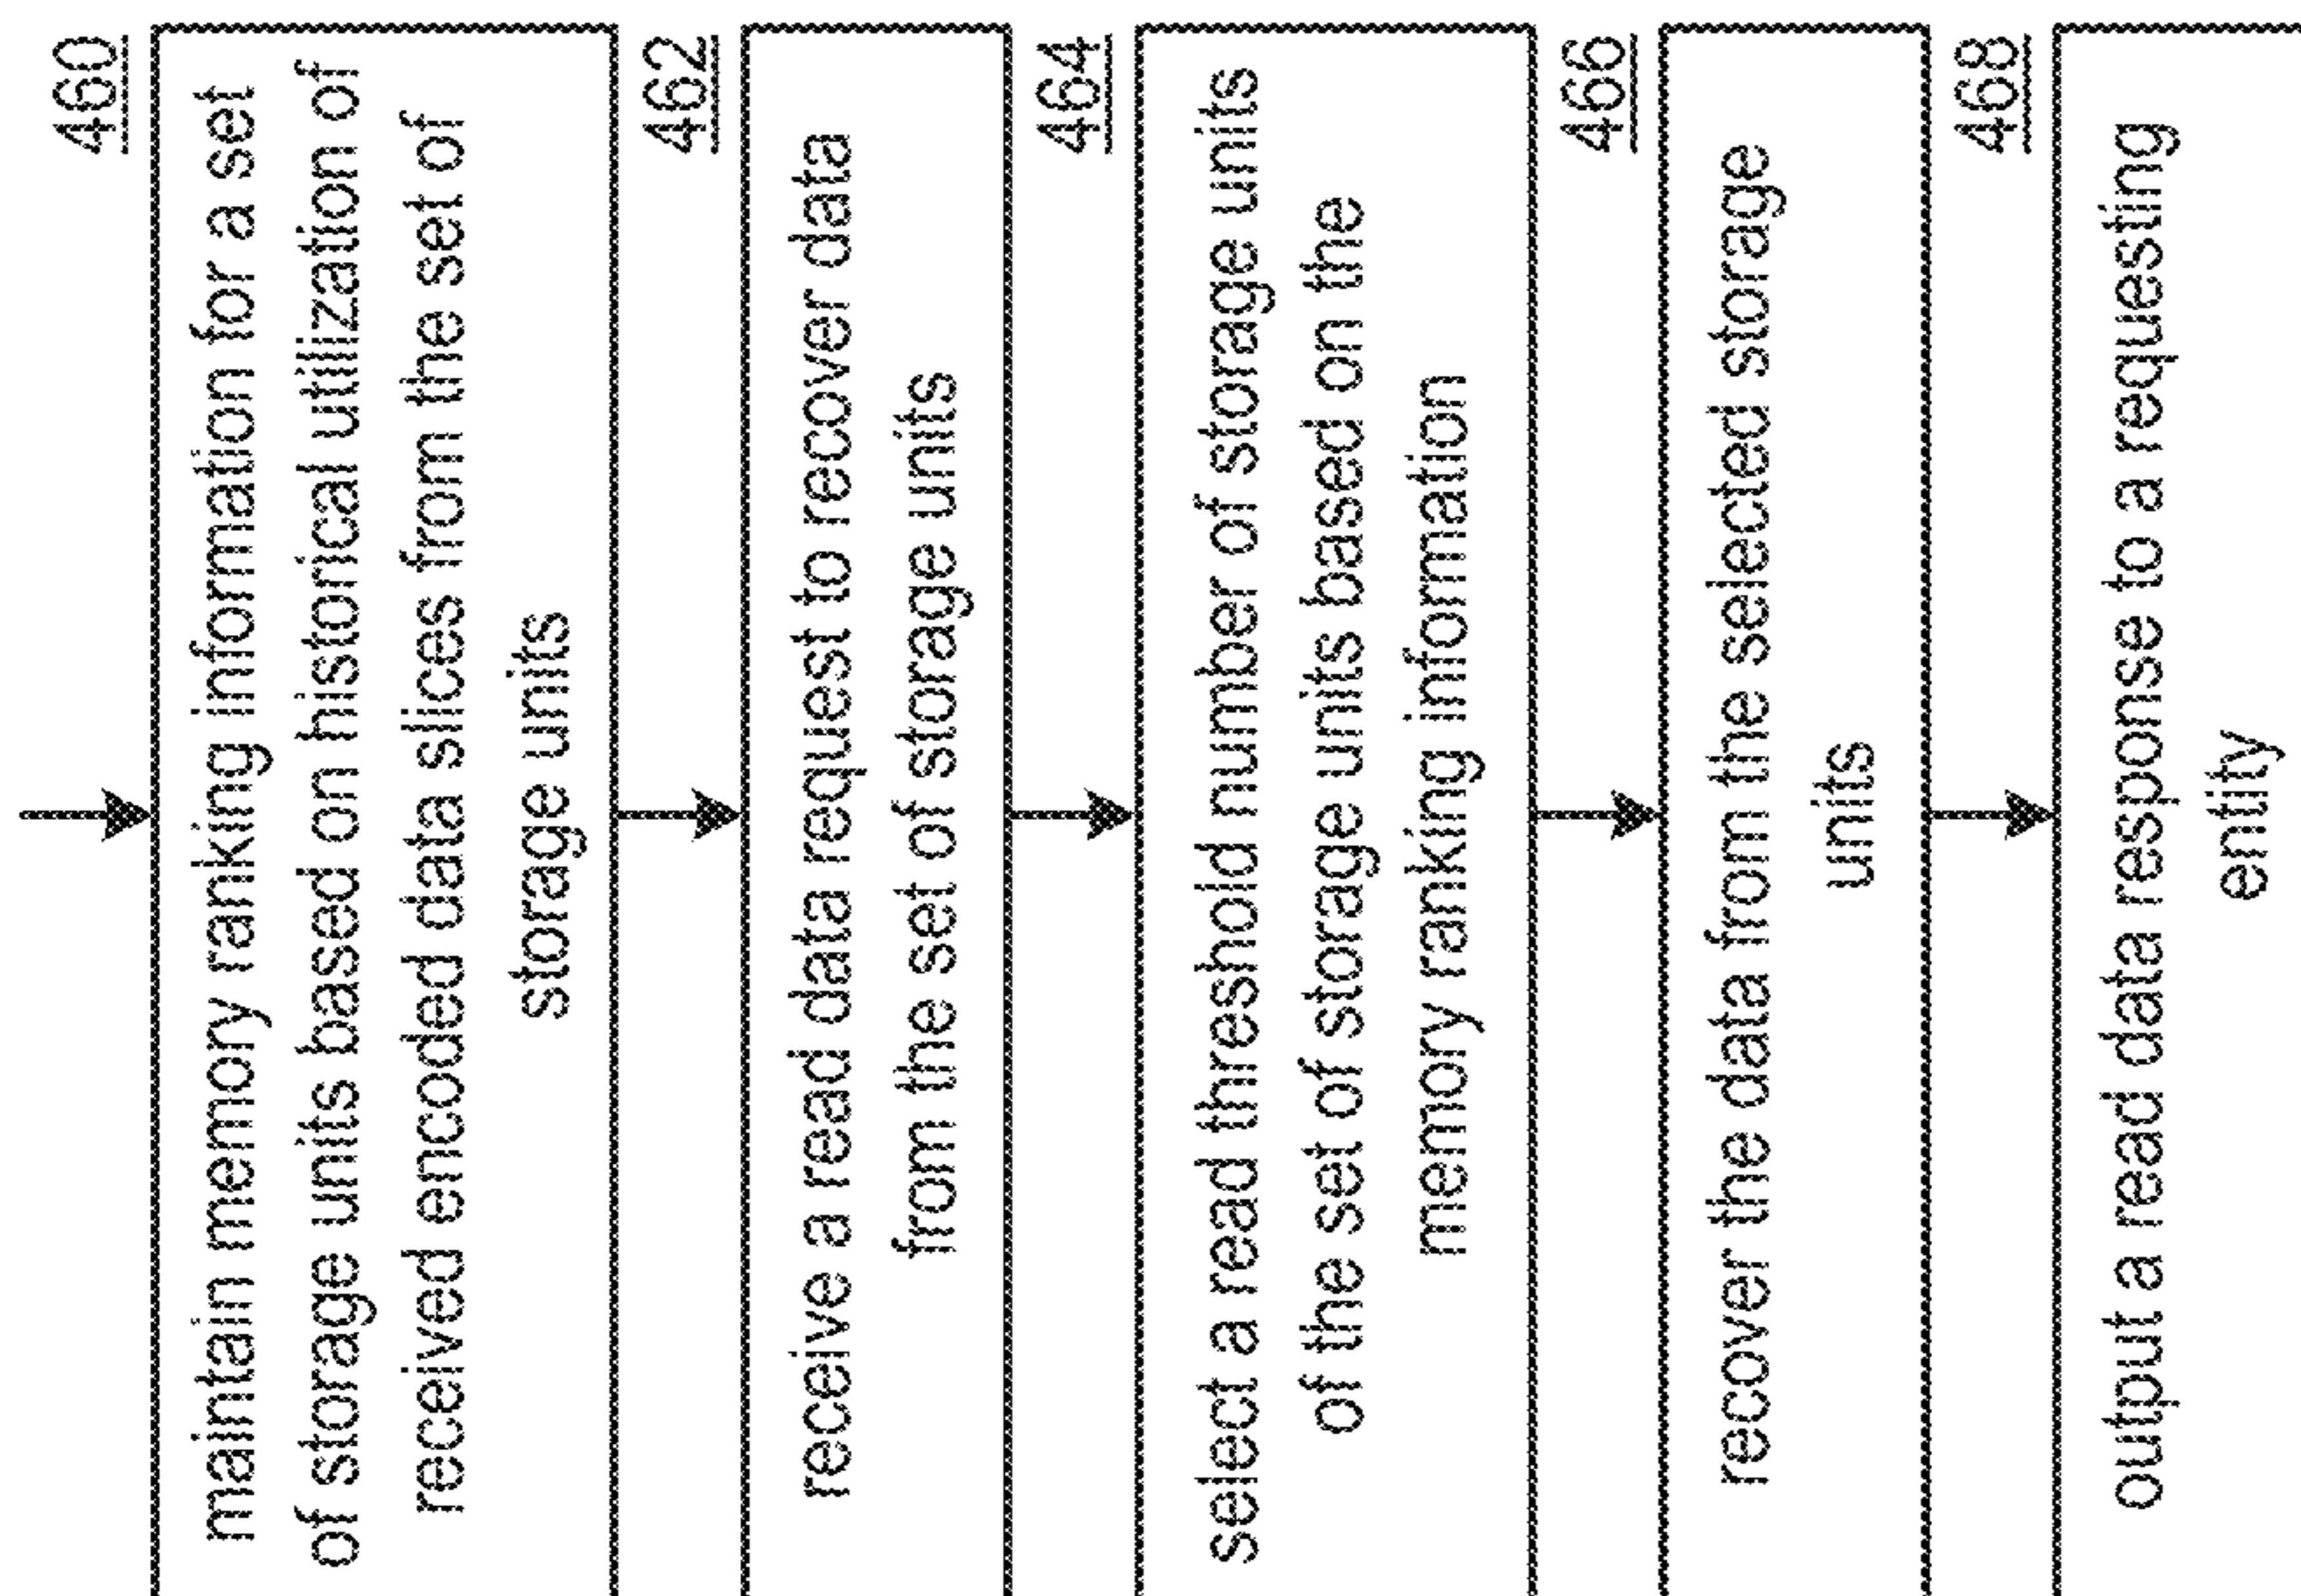 460
maintain memory ranking information for a set
of storage units based on historical utilization of
received encoded data slices from the set of
storage units
462
receive a read data request to recover data
from the set of storage units
464
select a read threshold number of storage units
of the set of storage units based on the
memory ranking information
466
recover the data from the selected storage
units
468
output a read data response to a requesting
entity